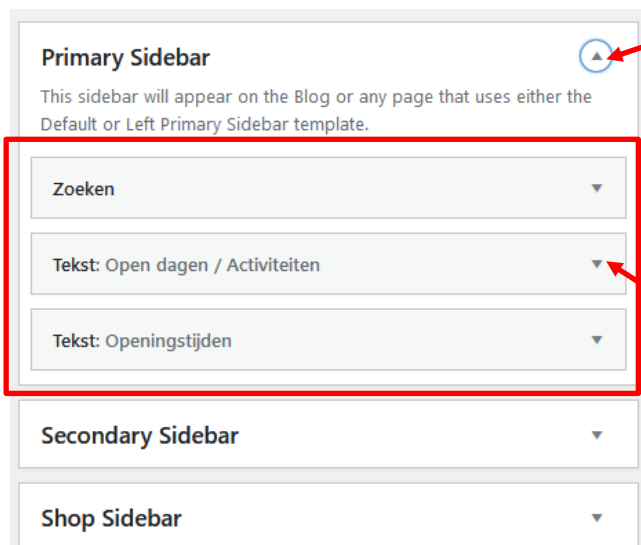 Primary Sidebar
This sidebar will appear on the Blog or any page that uses either the
Default or Left Primary Sidebar template.
Zoeken
Tekst: Open dagen / Activiteiten
Tekst: Openingstijden
Secondary Sidebar
Shop Sidebar